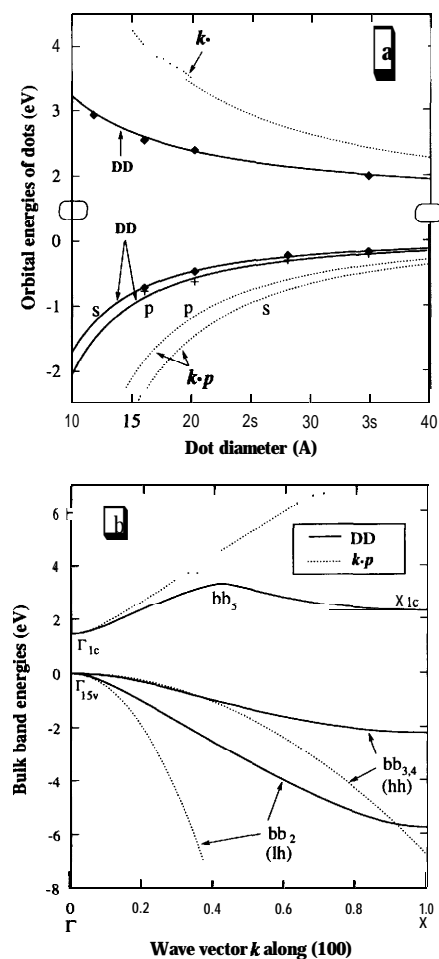 4
3
2
0
-1
-2
Orbital energies of dots (eV)
k·
a
DD
DD
s p p s
k·p
10 15 20 2s 30 3s 40
Dot diameter (A)
6
4
2
0
-2
-4
-6
-8
Bulk band energies (eV)
b
DD
k·p
bb5
X1c
Γ1c
Γ15v
bb3,4
(hh)
bb2
(lh)
0 0.2 0.4 0.6 0.8 1.0
Γ X
Wave vector k along (100)